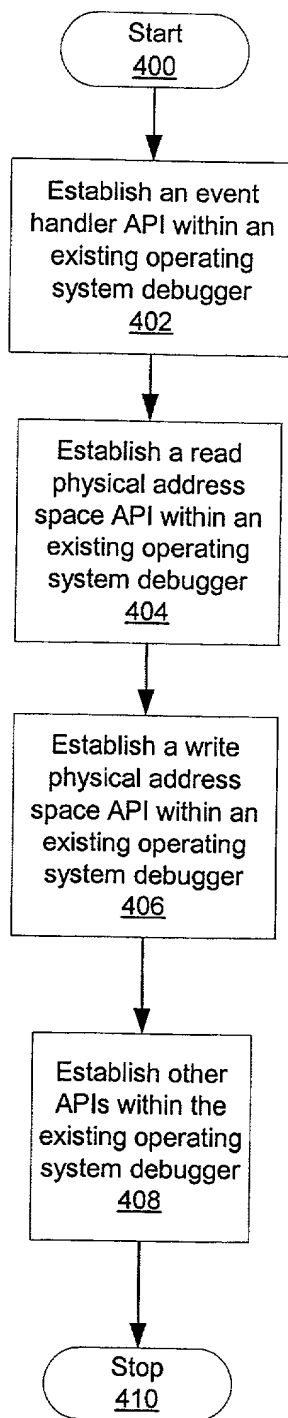 Start
400
Establish an event
handler API within an
existing operating
system debugger
402
Establish a read
physical address
space API within an
existing operating
system debugger
404
Establish a write
physical address
space API within an
existing operating
system debugger
406
Establish other
APIs within the
existing operating
system debugger
408
Stop
410